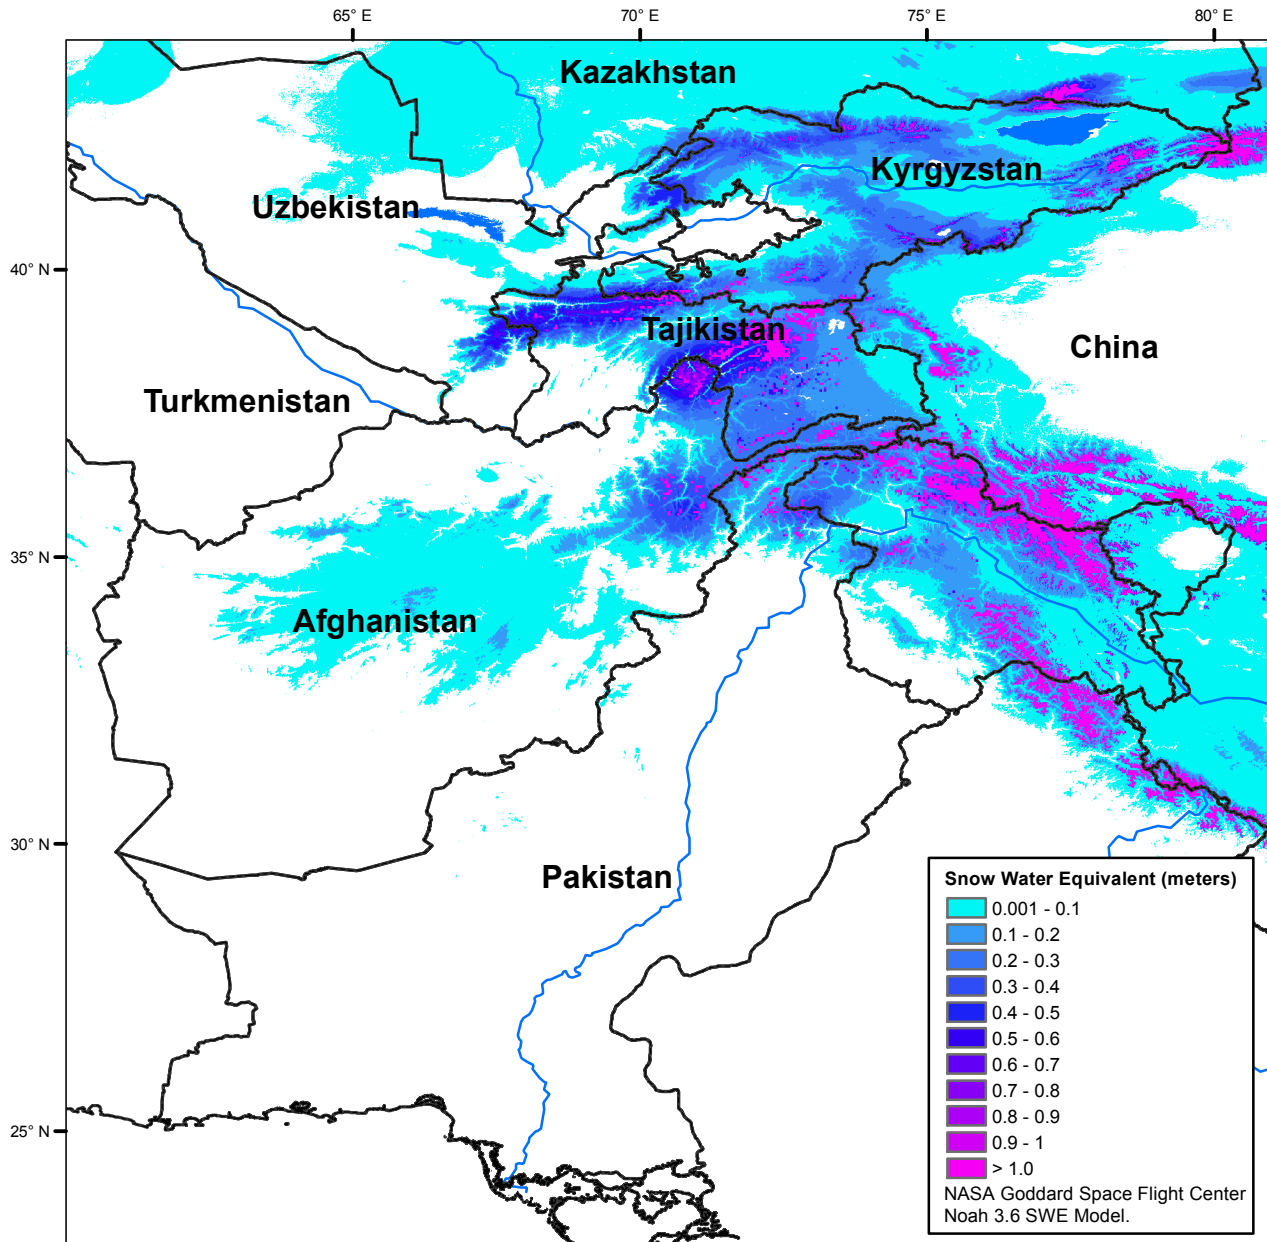 65° E
70° E
75° E
80° E
Kazakhstan
Kyrgyzstan
Uzbekistan
40° N
Tajikistan
China
Turkmenistan
35° N
Afghanistan
30° N
Pakistan
25° N
Snow Water Equivalent (meters)
0.001 - 0.1
0.1 - 0.2
0.2 - 0.3
0.3 - 0.4
0.4 - 0.5
0.5 - 0.6
0.6 - 0.7
0.7 - 0.8
0.8 - 0.9
0.9 - 1
> 1.0
NASA Goddard Space Flight Center
Noah 3.6 SWE Model.